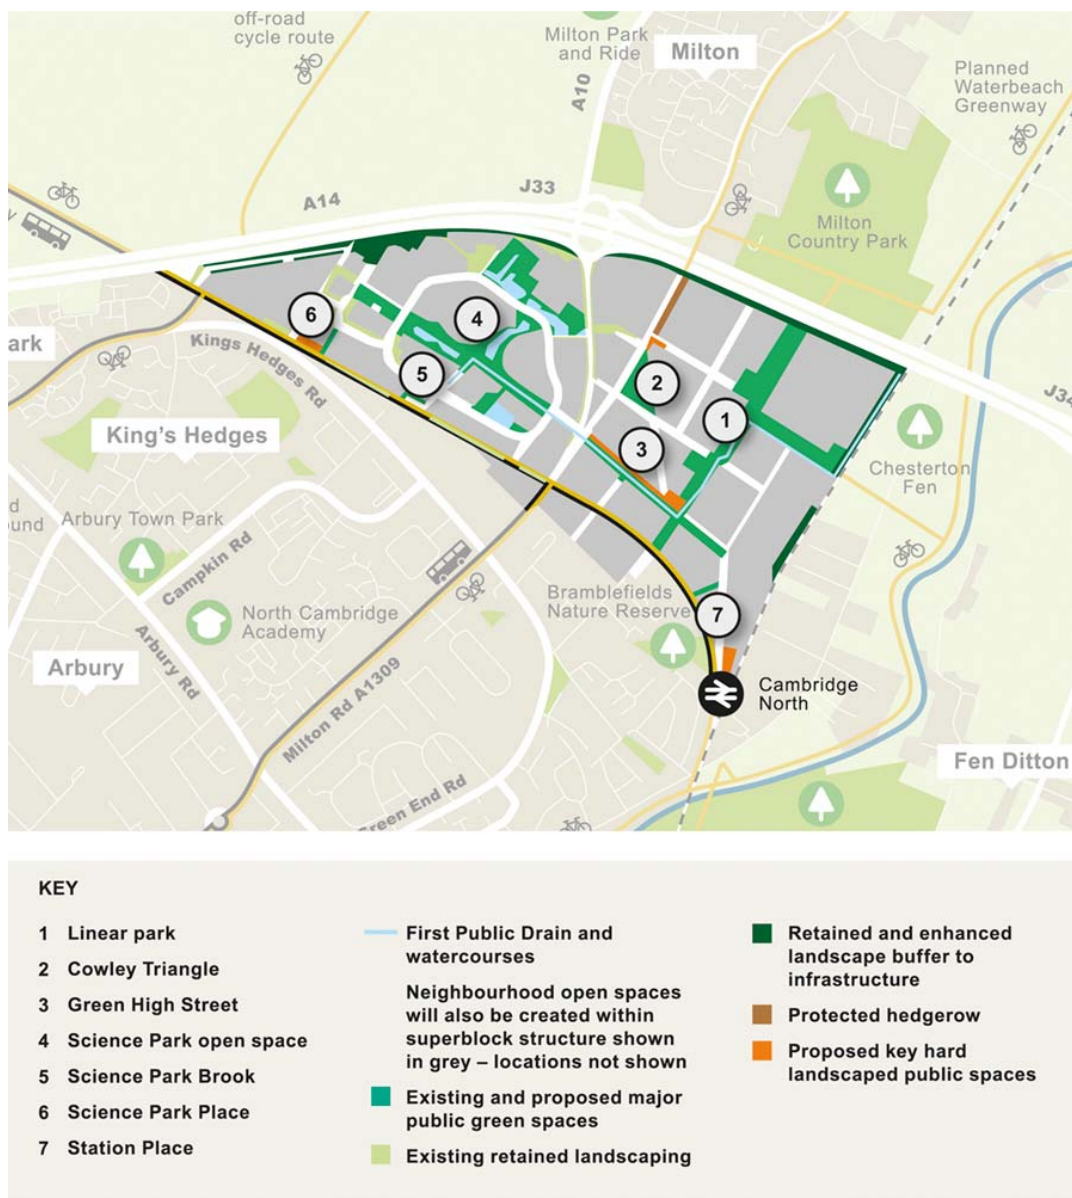 off-road
cycle route
Milton Park
and Ride
Milton
A10
Planned
Waterbeach
Greenway
J33
A14
Milton
Country Park
6
4
ark
Kings Hedges Rd
5
2
J34
1
King's Hedges
3
Chesterton
Fen
d
ound
Arbury Town Park
Campkin Rd
Bramblefields
Nature Reserve
7
North Cambridge
Academy
Arbury
Arbury Rd
Milton Rd A1309
Cambridge
North
Fen Ditton
Green End Rd
KEY
1 Linear park
2 Cowley Triangle
3 Green High Street
4 Science Park open space
5 Science Park Brook
6 Science Park Place
7 Station Place
First Public Drain and
watercourses
Neighbourhood open spaces
will also be created within
superblock structure shown
in grey – locations not shown
Existing and proposed major
public green spaces
Existing retained landscaping
Retained and enhanced
landscape buffer to
infrastructure
Protected hedgerow
Proposed key hard
landscaped public spaces